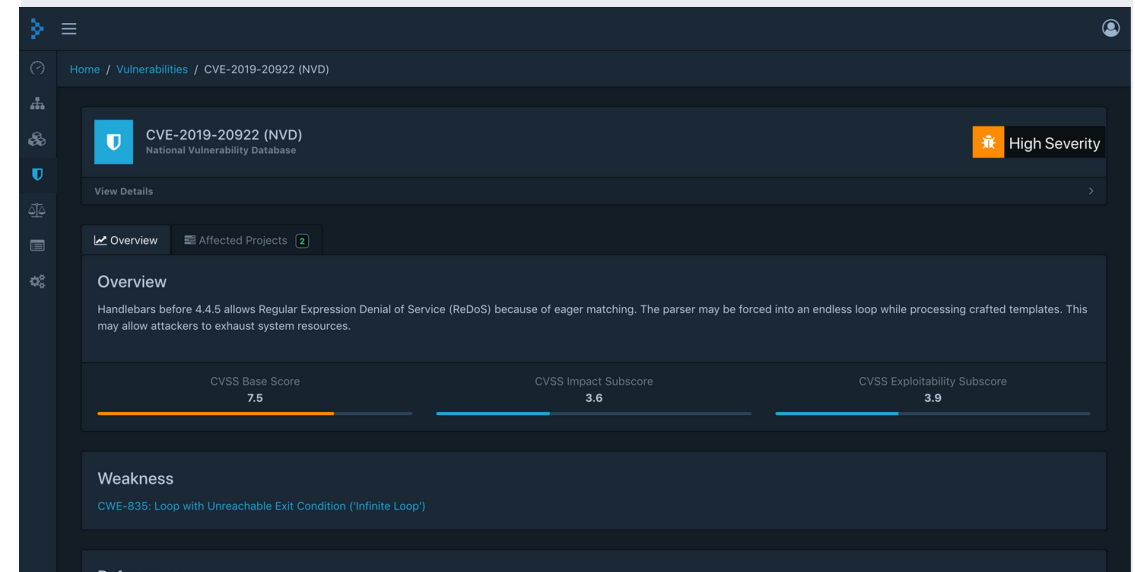 Home / Vulnerabilities / CVE-2019-20922 (NVD)
CVE-2019-20922 (NVD)
National Vulnerability Database
High Severity
View Details
Overview
Affected Projects 2
Overview
Handlebars before 4.4.5 allows Regular Expression Denial of Service (ReDoS) because of eager matching. The parser may be forced into an endless loop while processing crafted templates. This
may allow attackers to exhaust system resources.
CVSS Base Score
7.5
CVSS Impact Subscore
3.6
CVSS Exploitability Subscore
3.9
Weakness
CWE-835: Loop with Unreachable Exit Condition ('Infinite Loop')